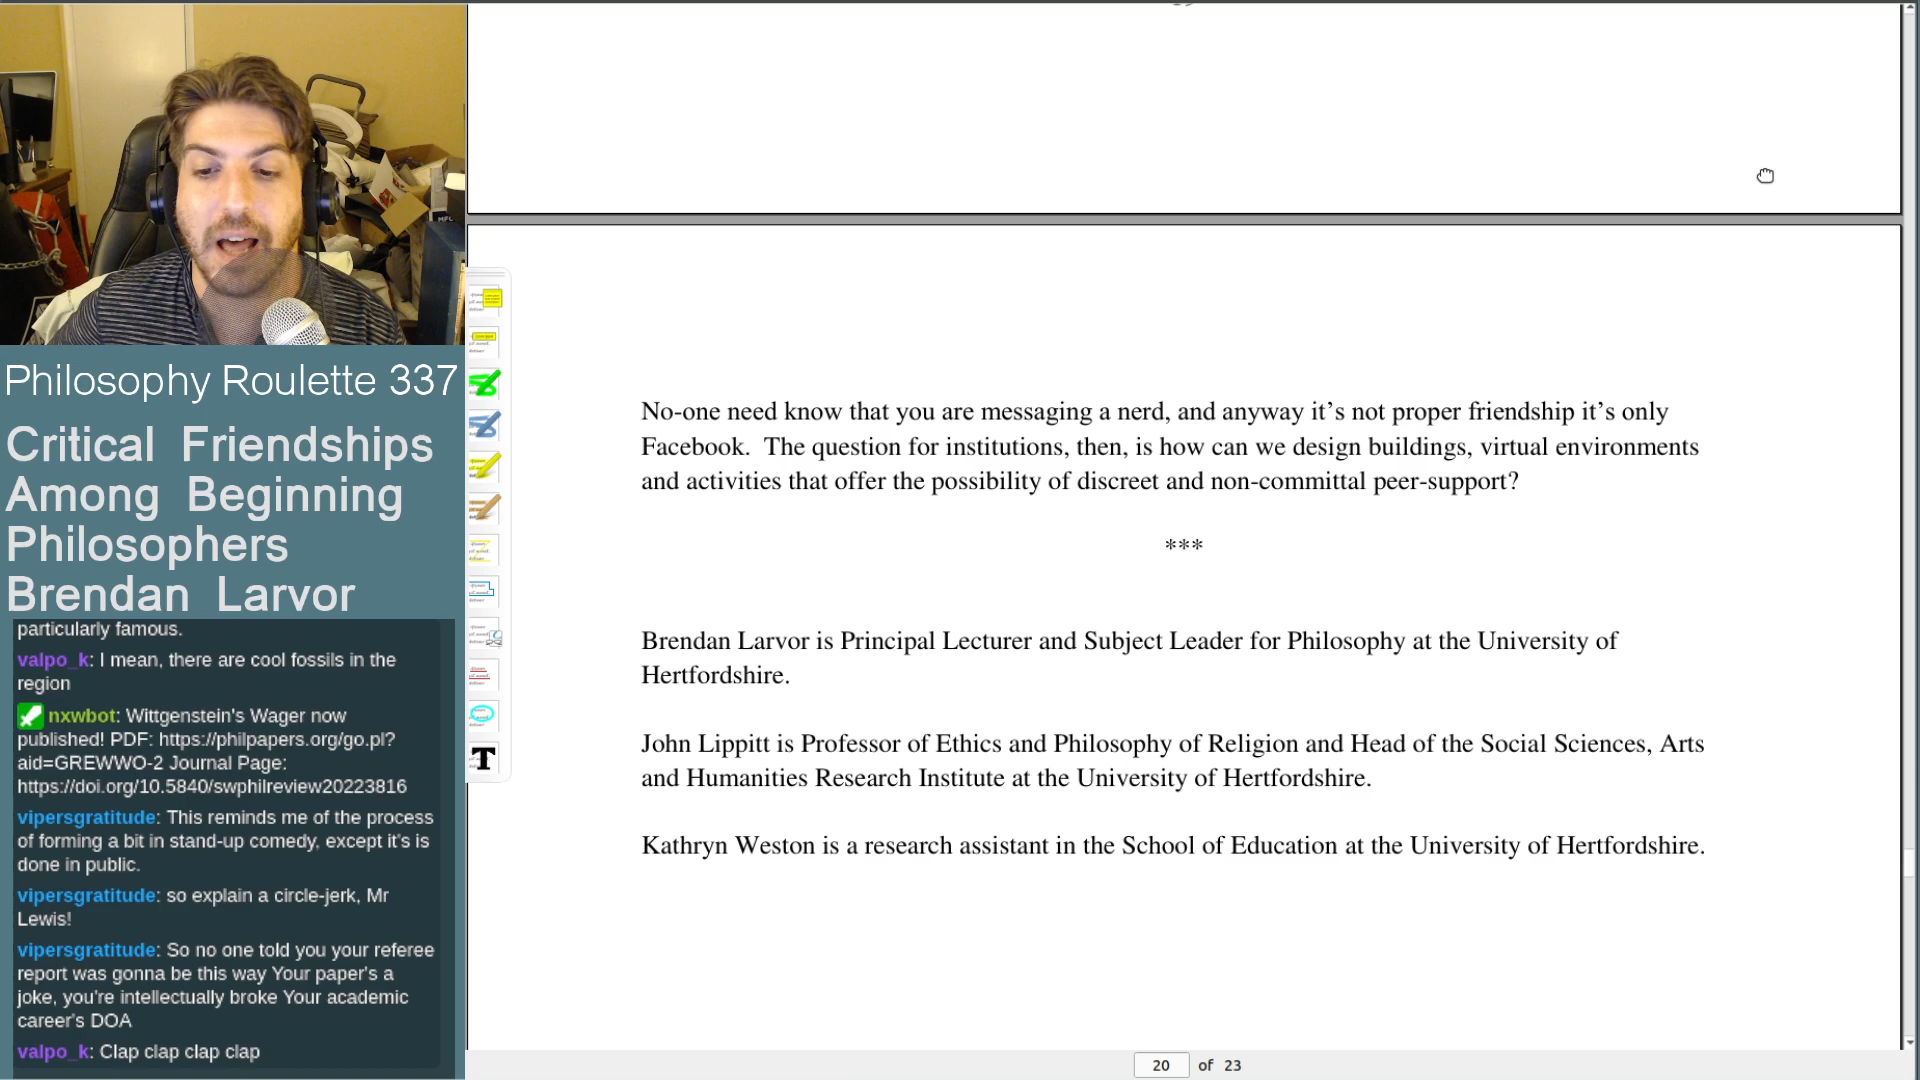 Philosophy Roulette 337
Critical Friendships
Among Beginning
Philosophers
Brendan Larvor
particularly famous.
valpo_k: I mean, there are cool fossils in the
region
nxwbot: Wittgenstein's Wager now
published! PDF: https://philpapers.org/go.pl?
aid=GREWWO-2 Journal Page:
https://doi.org/10.5840/swphilreview20223816
vipersgratitude: This reminds me of the process
of forming a bit in stand-up comedy, except it's is
done in public.
vipersgratitude: so explain a circle-jerk, Mr
Lewis!
vipersgratitude: So no one told you your referee
report was gonna be this way Your paper's a
joke, you're intellectually broke Your academic
career's DOA
valpo_k: Clap clap clap clap
No-one need know that you are messaging a nerd, and anyway it’s not proper friendship it’s only
Facebook.  The question for institutions, then, is how can we design buildings, virtual environments
and activities that offer the possibility of discreet and non-committal peer-support?
***
Brendan Larvor is Principal Lecturer and Subject Leader for Philosophy at the University of
Hertfordshire.
John Lippitt is Professor of Ethics and Philosophy of Religion and Head of the Social Sciences, Arts
and Humanities Research Institute at the University of Hertfordshire.
Kathryn Weston is a research assistant in the School of Education at the University of Hertfordshire.
T
20 of 23